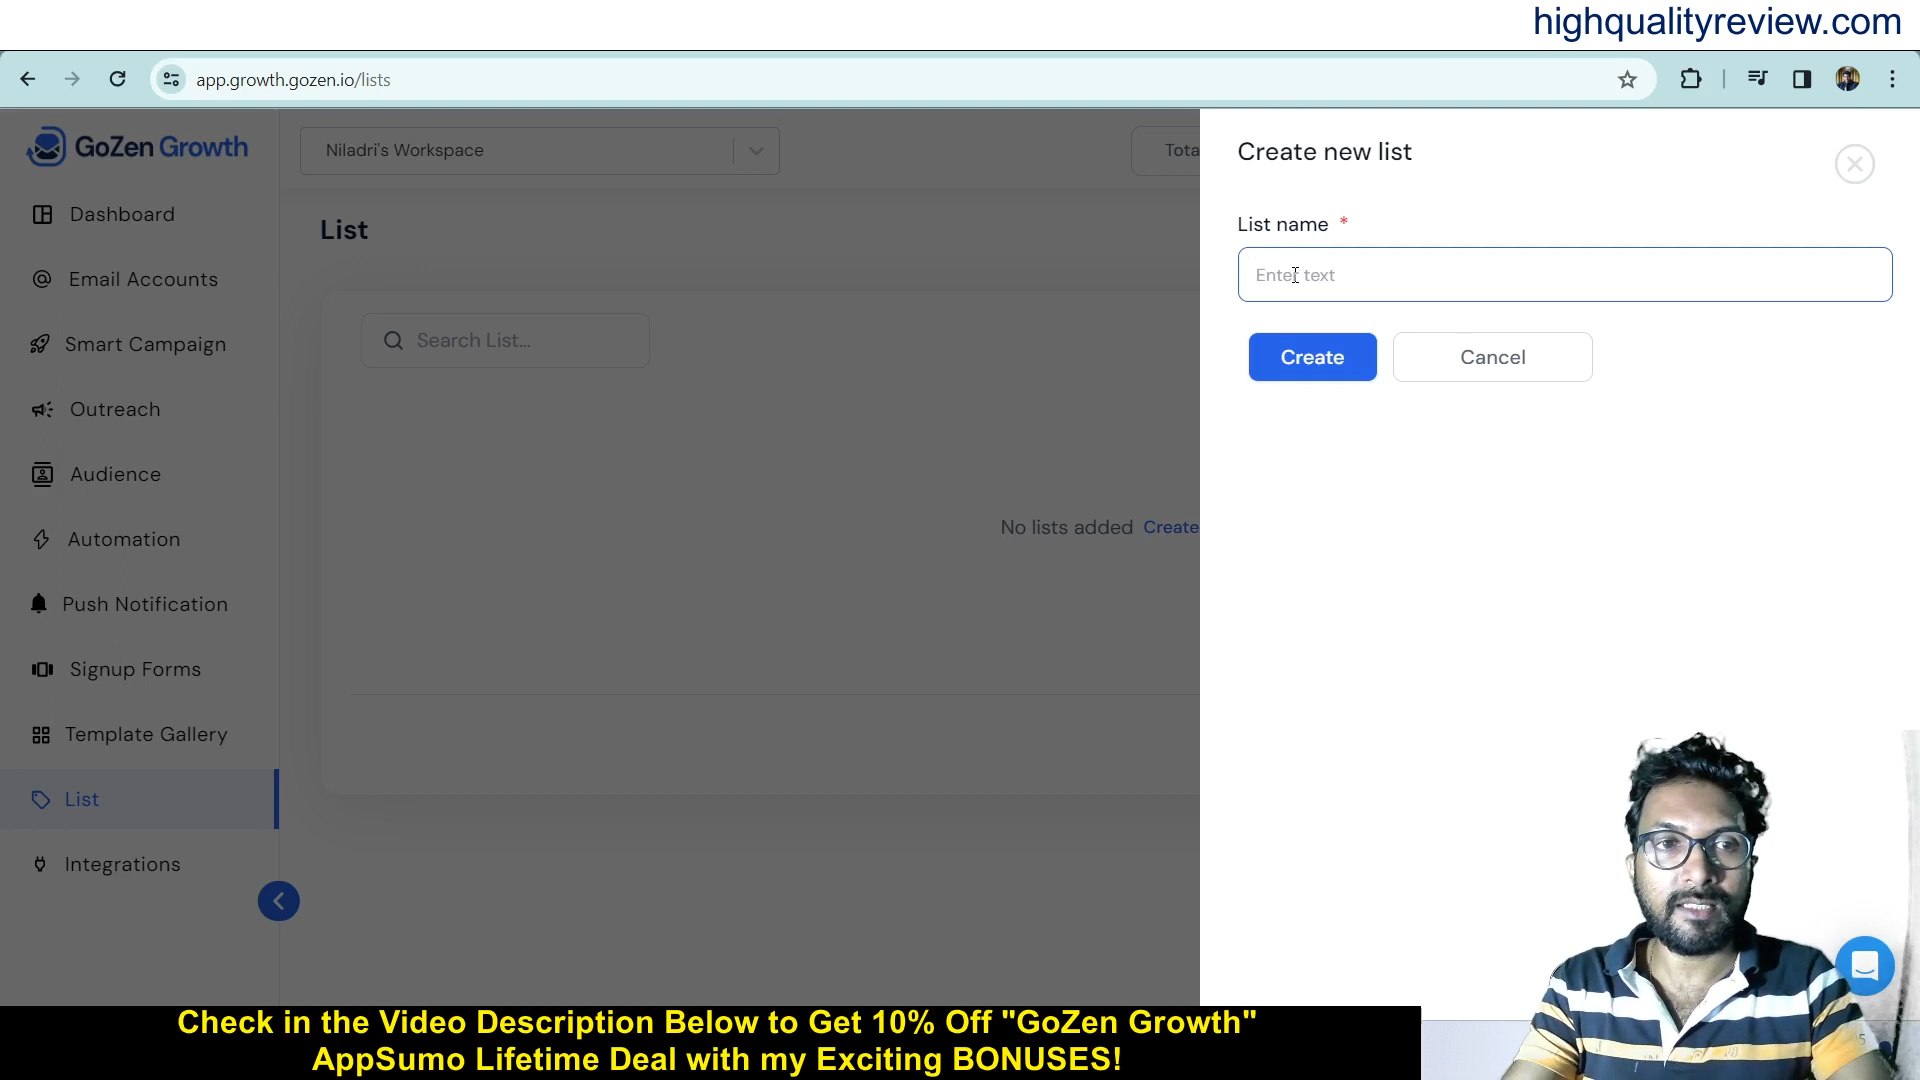 highqualityreview.com
app.growth.gozen.io/lists
GoZen Growth
Niladri's Workspace
Tota
Create new list
Dashboard
List
List name *
Email Accounts
Enter text
Smart Campaign
Search List...
Create
Cancel
Outreach
Audience
No lists added Create
Automation
Push Notification
Signup Forms
Template Gallery
List
Integrations
Check in the Video Description Below to Get 10% Off "GoZen Growth"
AppSumo Lifetime Deal with my Exciting BONUSES!